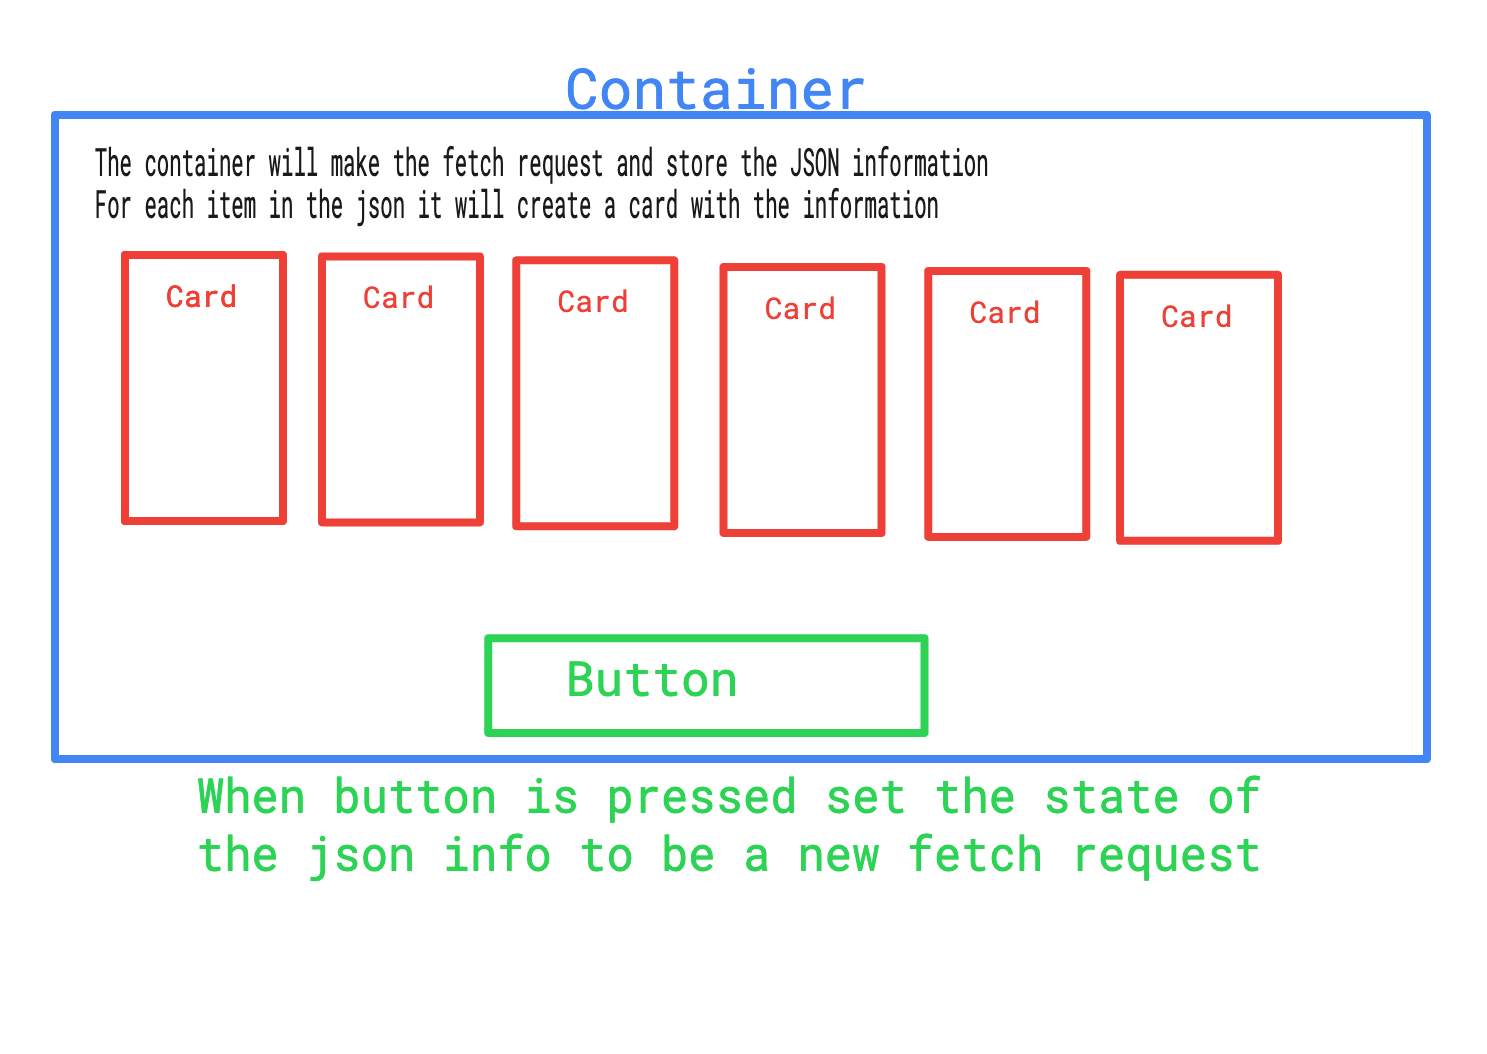 Container
The container will make the fetch request and store the JSON information
For each item in the json it will create a card with the information
Card
Card
Card
Card
Card
Card
Button
When button is pressed set the state of
the json info to be a new fetch request